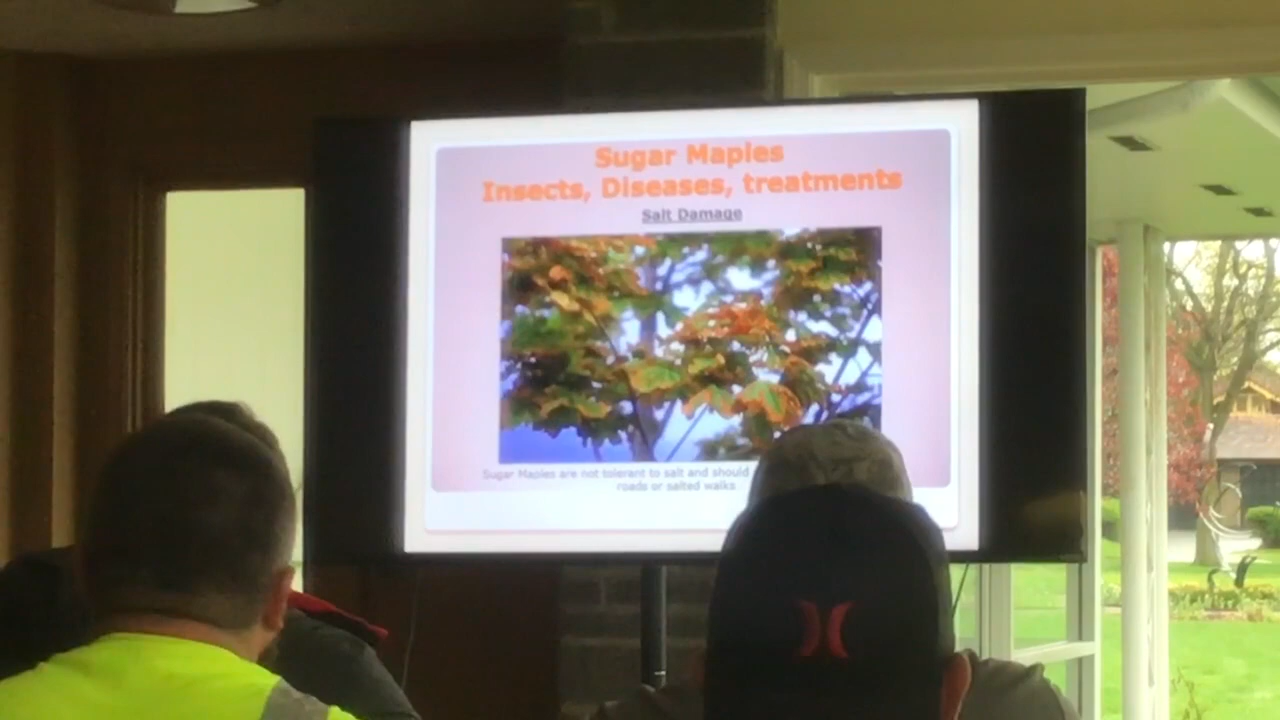 Sugar Maples
Insects, Diseases, treatments
Salt Damage
Sugar Maples are not tolerant to salt and should
roads or salted walks